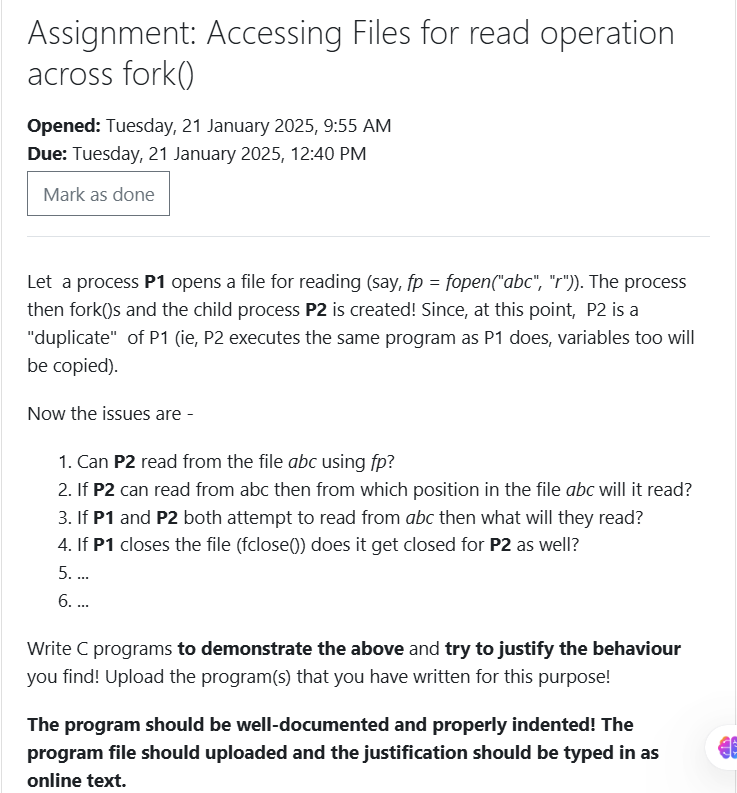 Assignment: Accessing Files for read operation
across fork()
Opened: Tuesday, 21 January 2025, 9:55 AM
Due: Tuesday, 21 January 2025, 12:40 PM
Mark as done
Let a process P1 opens a file for reading (say, fp = fopen("abc", "r")). The process
then fork()s and the child process P2 is created! Since, at this point, P2 is a
"duplicate" of P1 (ie, P2 executes the same program as P1 does, variables too will
be copied).
Now the issues are -
1. Can P2 read from the file abc using fp?
2. If P2 can read from abc then from which position in the file abc will it read?
3. If P1 and P2 both attempt to read from abc then what will they read?
4. If P1 closes the file (fclose()) does it get closed for P2 as well?
5. ...
6. ...
Write C programs to demonstrate the above and try to justify the behaviour
you find! Upload the program(s) that you have written for this purpose!
The program should be well-documented and properly indented! The
program file should uploaded and the justification should be typed in as
online text.